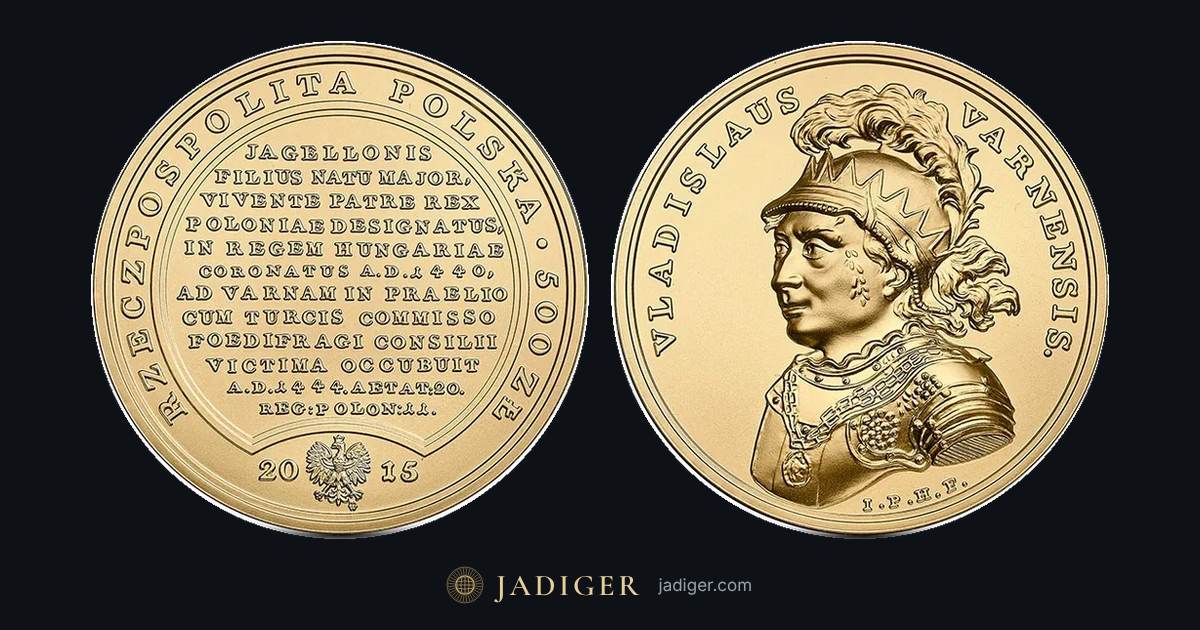 RZECZPOSPOLITA POLSKA · 500 ZŁ
JAGELLONIS
FILIUS NATU MAJOR,
VIVENTE PATRE REX
POLONIAE DESIGNATUS,
IN REGEM HUNGARIAE
CORONATUS A.D.1440,
AD VARNAM IN PRAELIO
CUM TURCIS COMMISSO
FOEDIFRAGI CONSILII
VICTIMA OCCUBUIT
A.D.1444.AETAT:20.
REG:POLON:11.
20 15
VLADISLAUS VARNENSIS.
I.P.H.F.
JADIGER jadiger.com